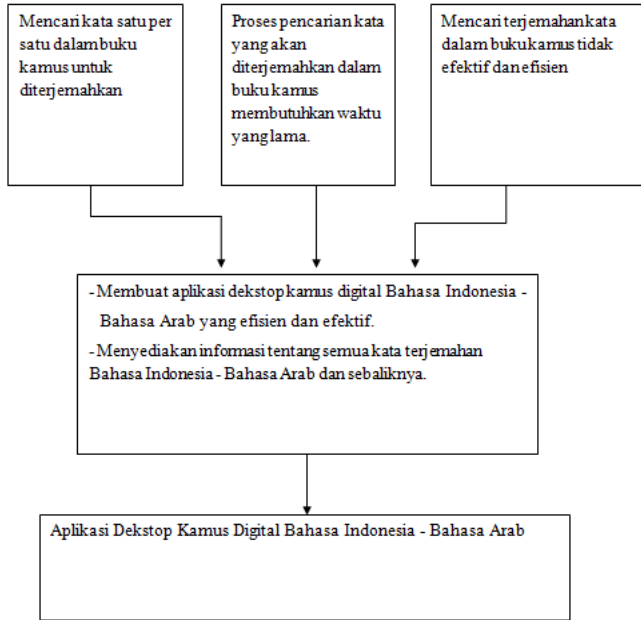 Mencari kata satu per
satu dalam buku
kamus untuk
diterjemahkan
Proses pencarian kata
yang akan
diterjemahkan dalam
buku kamus
membutuhkan waktu
yang lama.
Mencari terjemahan kata
dalam buku kamus tidak
efektif dan efisien
- Membuat aplikasi dekstop kamus digital Bahasa Indonesia -
Bahasa Arab yang efisien dan efektif.
- Menyediakan informasi tentang semua kata terjemahan
Bahasa Indonesia - Bahasa Arab dan sebaliknya.
Aplikasi Dekstop Kamus Digital Bahasa Indonesia - Bahasa Arab